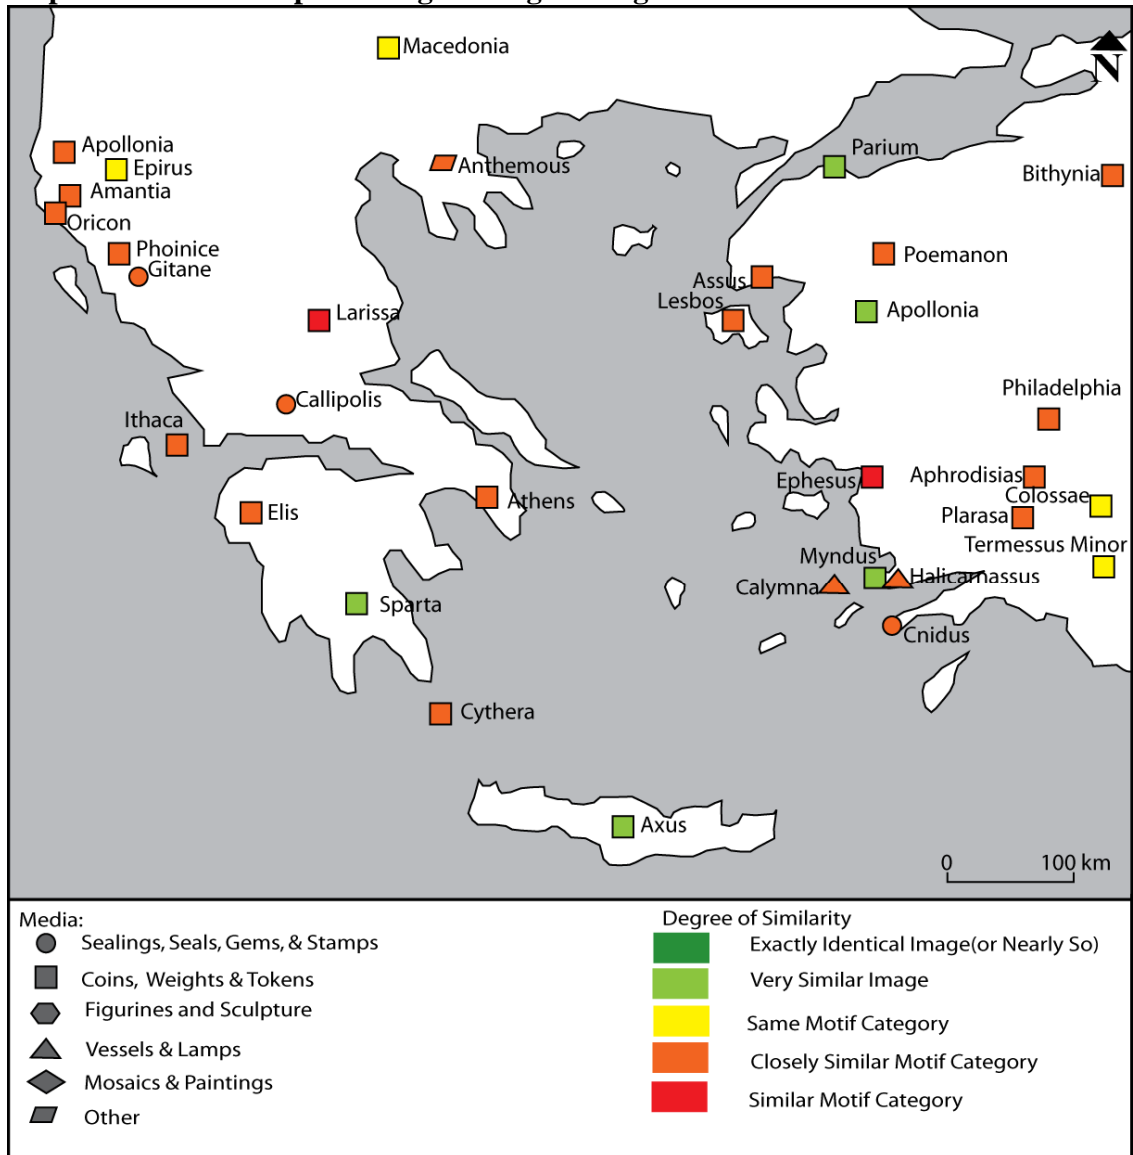 Macedonia
N
Apollonia
Epirus
Amantia
Oricon
Phoinice
Gitane
Anthemous
Parium
Bithynia
Poemanon
Assus
Lesbos
Apollonia
Larissa
Callipolis
Ithaca
Philadelphia
Elis
Athens
Ephesus
Aphrodisias
Colossae
Plarasa
Termessus Minor
Myndus
Halicarnassus
Calymna
Sparta
Cnidus
Cythera
Axus
0 100 km
Media:
Sealings, Seals, Gems, & Stamps
Coins, Weights & Tokens
Figurines and Sculpture
Vessels & Lamps
Mosaics & Paintings
Other
Degree of Similarity
Exactly Identical Image(or Nearly So)
Very Similar Image
Same Motif Category
Closely Similar Motif Category
Similar Motif Category